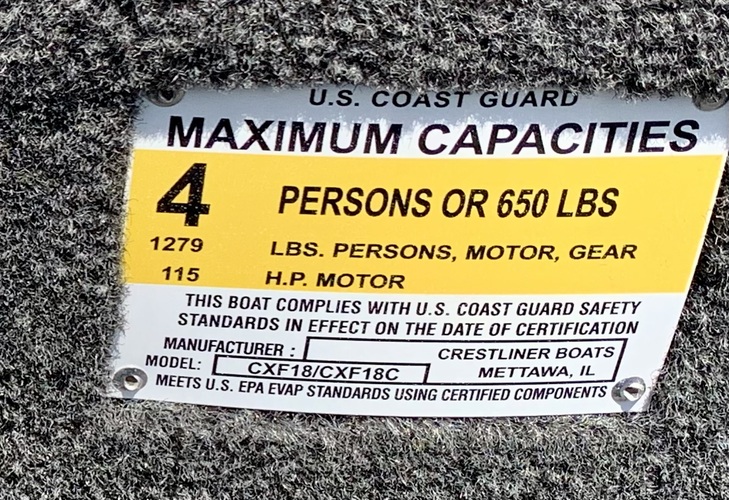 U.S. COAST GUARD
MAXIMUM CAPACITIES
4 PERSONS OR 650 LBS
1279 LBS. PERSONS, MOTOR, GEAR
115 H.P. MOTOR
THIS BOAT COMPLIES WITH U.S. COAST GUARD SAFETY
STANDARDS IN EFFECT ON THE DATE OF CERTIFICATION
MANUFACTURER : CRESTLINER BOATS
METTAWA, IL
MODEL: CXF18/CXF18C
MEETS U.S. EPA EVAP STANDARDS USING CERTIFIED COMPONENTS